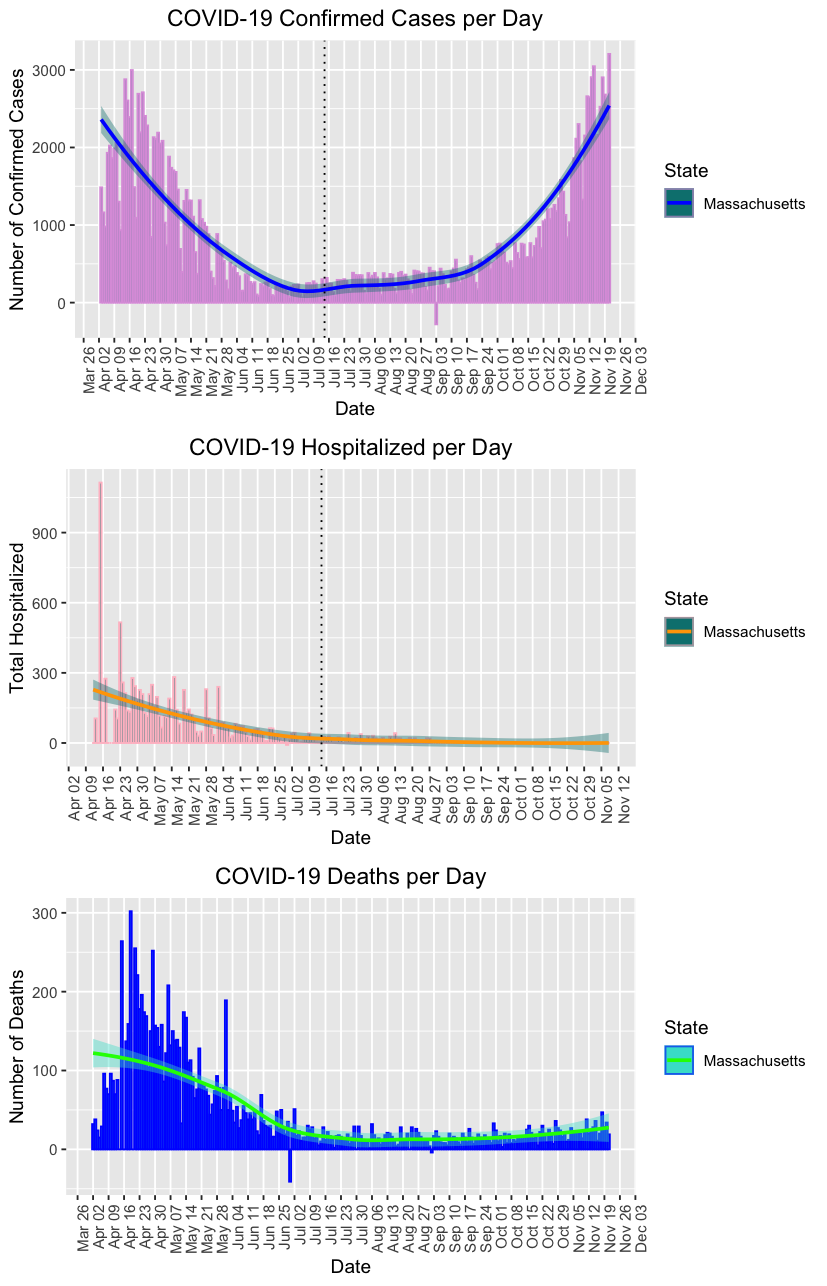 COVID-19 Confirmed Cases per Day
Number of Confirmed Cases
3000
2000
1000
0
Mar 26
Apr 02
Apr 09
Apr 16
Apr 23
Apr 30
May 07
May 14
May 21
May 28
Jun 04
Jun 11
Jun 18
Jun 25
Jul 02
Jul 09
Jul 16
Jul 23
Jul 30
Aug 06
Aug 13
Aug 20
Aug 27
Sep 03
Sep 10
Sep 17
Sep 24
Oct 01
Oct 08
Oct 15
Oct 22
Oct 29
Nov 05
Nov 12
Nov 19
Nov 26
Dec 03
Date
State
Massachusetts
COVID-19 Hospitalized per Day
Total Hospitalized
900
600
300
0
Apr 02
Apr 09
Apr 16
Apr 23
Apr 30
May 07
May 14
May 21
May 28
Jun 04
Jun 11
Jun 18
Jun 25
Jul 02
Jul 09
Jul 16
Jul 23
Jul 30
Aug 06
Aug 13
Aug 20
Aug 27
Sep 03
Sep 10
Sep 17
Sep 24
Oct 01
Oct 08
Oct 15
Oct 22
Oct 29
Nov 05
Nov 12
Date
State
Massachusetts
COVID-19 Deaths per Day
Number of Deaths
300
200
100
0
Mar 26
Apr 02
Apr 09
Apr 16
Apr 23
Apr 30
May 07
May 14
May 21
May 28
Jun 04
Jun 11
Jun 18
Jun 25
Jul 02
Jul 09
Jul 16
Jul 23
Jul 30
Aug 06
Aug 13
Aug 20
Aug 27
Sep 03
Sep 10
Sep 17
Sep 24
Oct 01
Oct 08
Oct 15
Oct 22
Oct 29
Nov 05
Nov 12
Nov 19
Nov 26
Dec 03
Date
State
Massachusetts